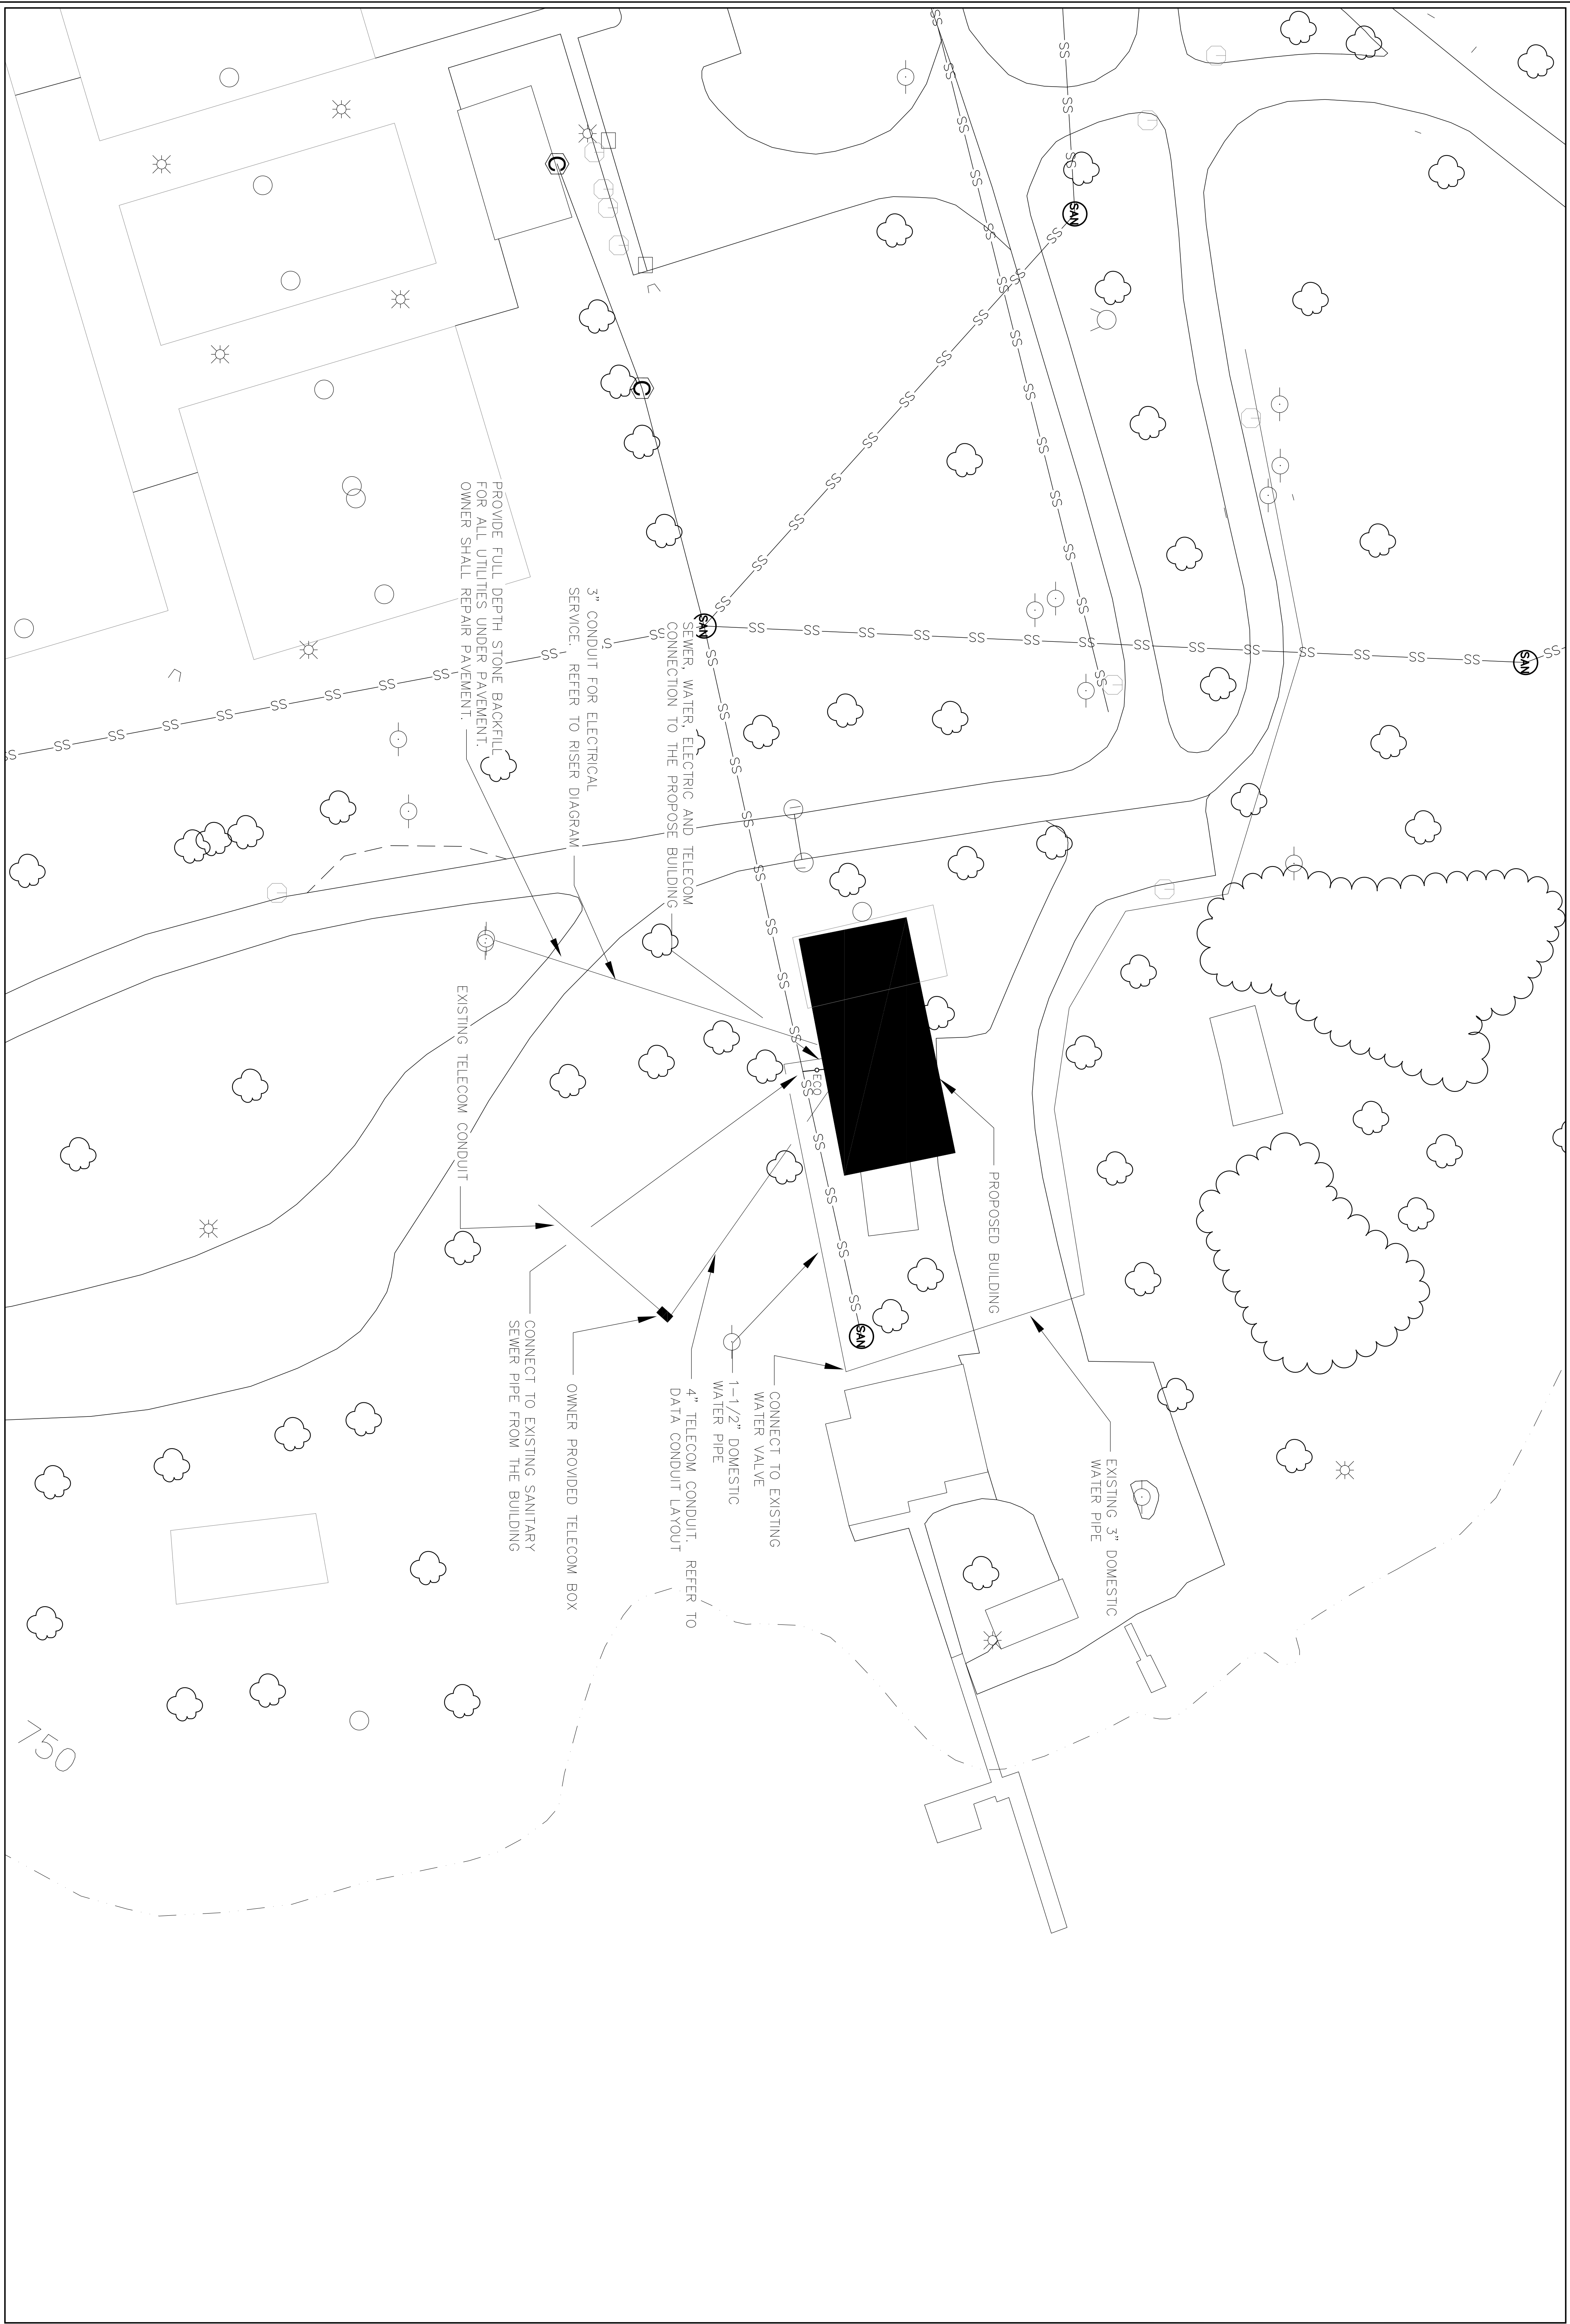 PROVIDE FULL DEPTH STONE BACKFILL
FOR ALL UTILITIES UNDER PAVEMENT.
OWNER SHALL REPAIR PAVEMENT.
3" CONDUIT FOR ELECTRICAL
SERVICE. REFER TO RISER DIAGRAM
SEWER, WATER, ELECTRIC AND TELECOM
CONNECTION TO THE PROPOSE BUILDING
EXISTING TELECOM CONDUIT
PROPOSED BUILDING
CONNECT TO EXISTING SANITARY
SEWER PIPE FROM THE BUILDING
OWNER PROVIDED TELECOM BOX
4" TELECOM CONDUIT. REFER TO
DATA CONDUIT LAYOUT
1-1/2" DOMESTIC
WATER PIPE
CONNECT TO EXISTING
WATER VALVE
EXISTING 3" DOMESTIC
WATER PIPE
ECO
SAN
SAN
SAN
SAN
C
C
SS
750